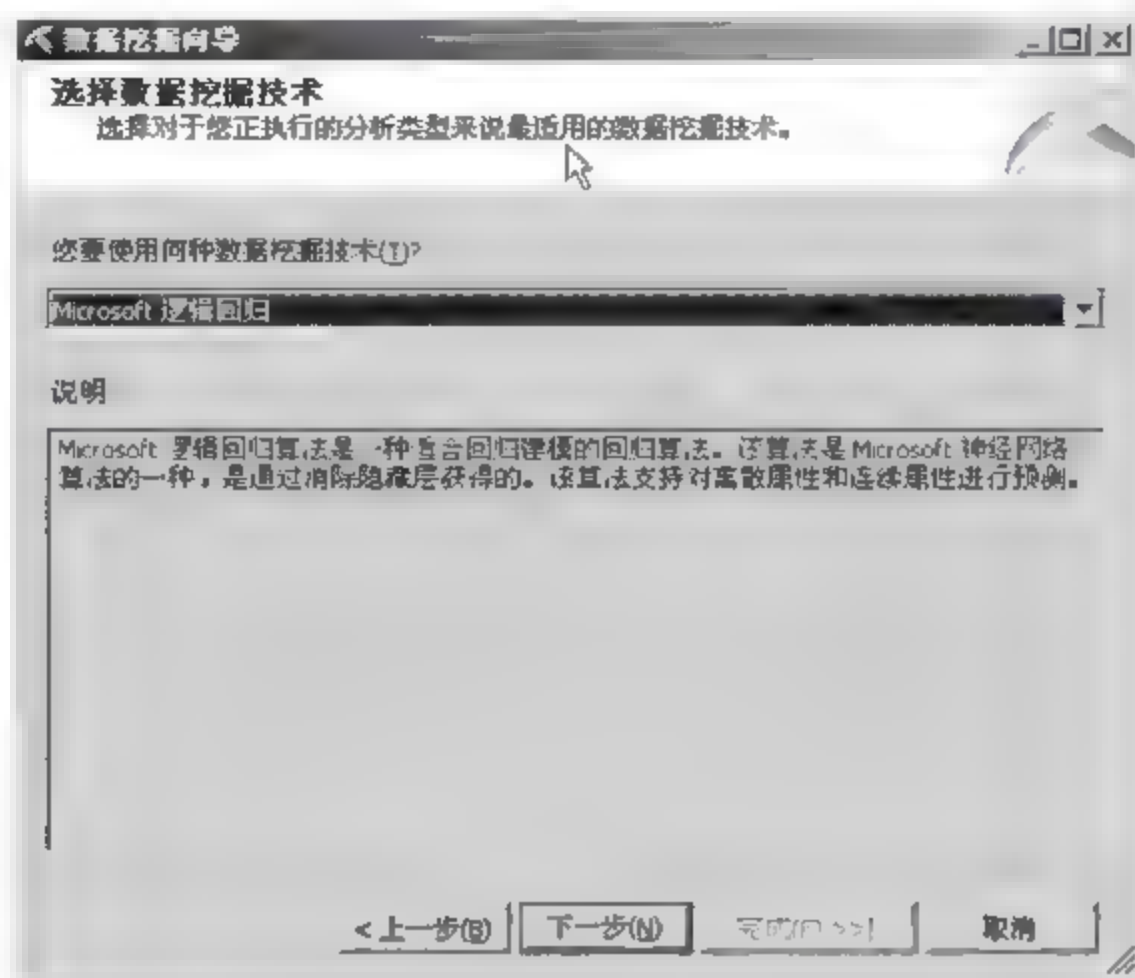 数据挖掘向导
选择数据挖掘技术
选择对于您正执行的分析类型来说最适用的数据挖掘技术。
您要使用何种数据挖掘技术(T)?
Microsoft 逻辑回归
说明
Microsoft 逻辑回归算法是一种适合回归建模的回归算法。该算法是 Microsoft 神经网络
算法的一种，是通过消除隐藏层获得的。该算法支持对离散属性和连续属性进行预测。
<上一步(B) 下一步(N) 完成(F) >>| 取消